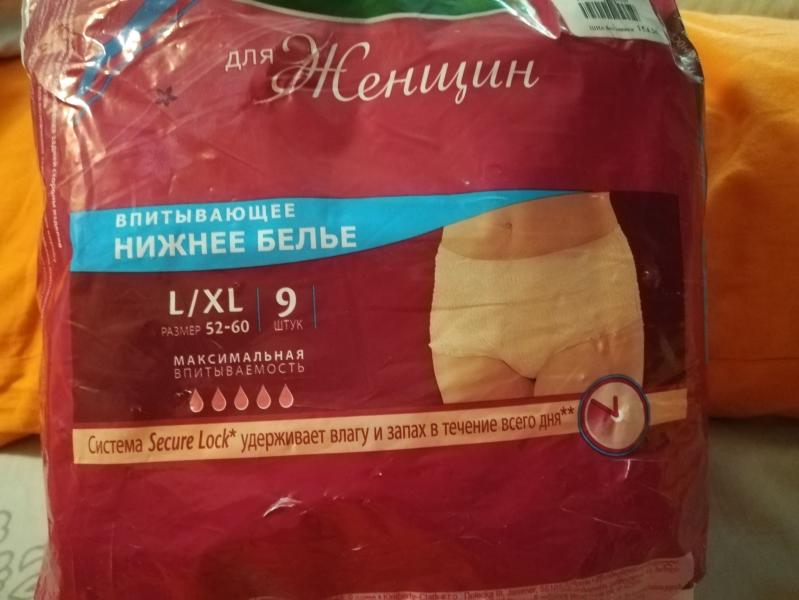 для Женщин
ВПИТЫВАЮЩЕЕ
НИЖНЕЕ БЕЛЬЕ
L/XL 9
РАЗМЕР 52-60 ШТУК
МАКСИМАЛЬНАЯ
ВПИТЫВАЕМОСТЬ
Система Secure Lock* удерживает влагу и запах в течение всего дня**